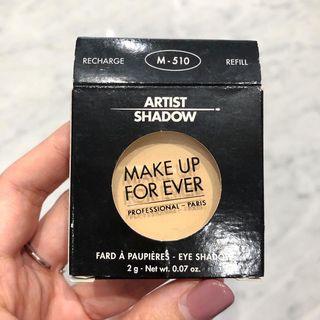 RECHARGE M-510 REFILL
ARTIST
SHADOW
MAKE UP
FOR EVER
PROFESSIONAL - PARIS
FARD À PAUPIÈRES - EYE SHADOW
2 g - Net wt. 0.07 oz.